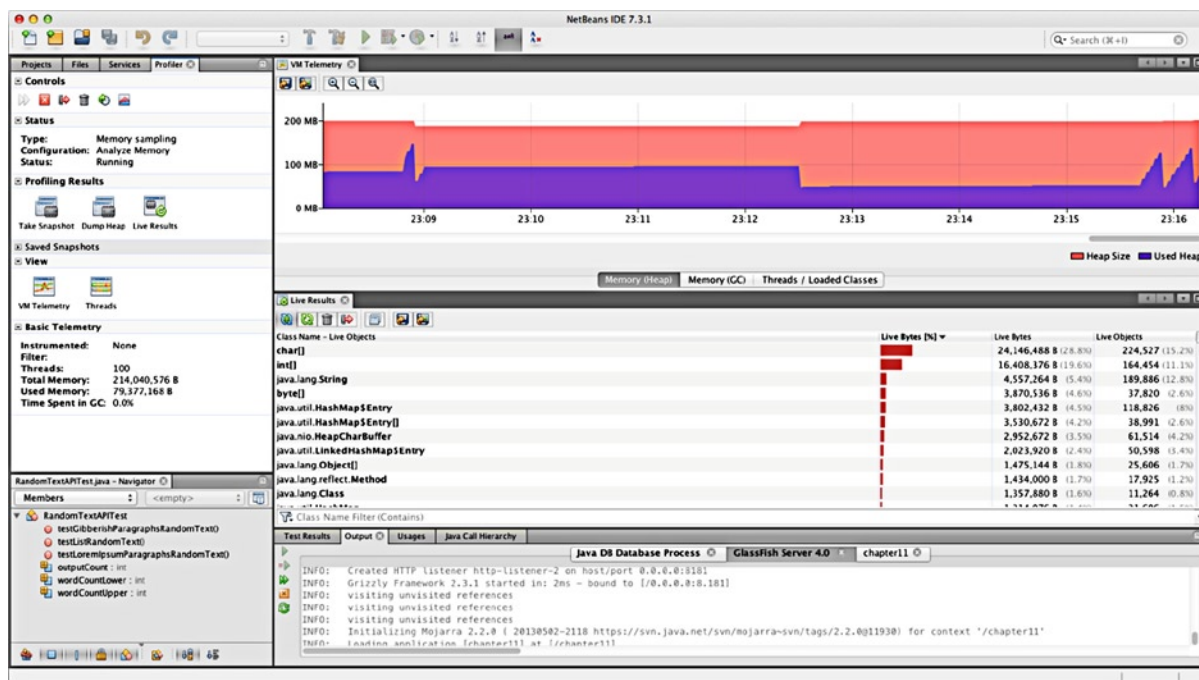 NetBeans IDE 7.3.1
Search (⌘+I)
Projects Files Services Profiler
Controls
Status
Type: Memory sampling
Configuration: Analyze Memory
Status: Running
Profiling Results
Take Snapshot Dump Heap Live Results
Saved Snapshots
View
VM Telemetry Threads
Basic Telemetry
Instrumented: None
Filter:
Threads: 100
Total Memory: 214,040,576 B
Used Memory: 79,377,168 B
Time Spent in GC: 0.0%
RandomTextAPITest.java - Navigator
Members <empty>
RandomTextAPITest
testGibberishParagraphsRandomText()
testListRandomText()
testLoremIpsumParagraphsRandomText()
outputCount : int
wordCountLower : int
wordCountUpper : int
VM Telemetry
200 MB
100 MB
0 MB
23:09 23:10 23:11 23:12 23:13 23:14 23:15 23:16
Heap Size Used Heap
Memory (Heap) Memory (GC) Threads / Loaded Classes
Live Results
Class Name - Live Objects Live Bytes [%] Live Bytes Live Objects
char[] 24,146,488 B (28.8%) 224,527 (15.2%)
int[] 16,408,376 B (19.6%) 164,454 (11.1%)
java.lang.String 4,557,264 B (5.4%) 189,886 (12.8%)
byte[] 3,870,536 B (4.6%) 37,820 (2.6%)
java.util.HashMap$Entry 3,802,432 B (4.5%) 118,826 (8%)
java.util.HashMap$Entry[] 3,530,672 B (4.2%) 38,991 (2.6%)
java.nio.HeapCharBuffer 2,952,672 B (3.5%) 61,514 (4.2%)
java.util.LinkedHashMap$Entry 2,023,920 B (2.4%) 50,598 (3.4%)
java.lang.Object[] 1,475,144 B (1.8%) 25,606 (1.7%)
java.lang.reflect.Method 1,434,000 B (1.7%) 17,925 (1.2%)
java.lang.Class 1,357,880 B (1.6%) 11,264 (0.8%)
Class Name Filter (Contains)
Test Results Output Usages Java Call Hierarchy
Java DB Database Process GlassFish Server 4.0 chapter11
INFO: Created HTTP listener http-listener-2 on host/port 0.0.0.0:8181
INFO: Grizzly Framework 2.3.1 started in: 2ms - bound to [/0.0.0.0:8.181]
INFO: visiting unvisited references
INFO: visiting unvisited references
INFO: visiting unvisited references
INFO: Initializing Mojarra 2.2.0 ( 20130502-2118 https://svn.java.net/svn/mojarra~svn/tags/2.2.0@11930) for context '/chapter11'
INFO: Loading application [chapter11] at [/chapter11]